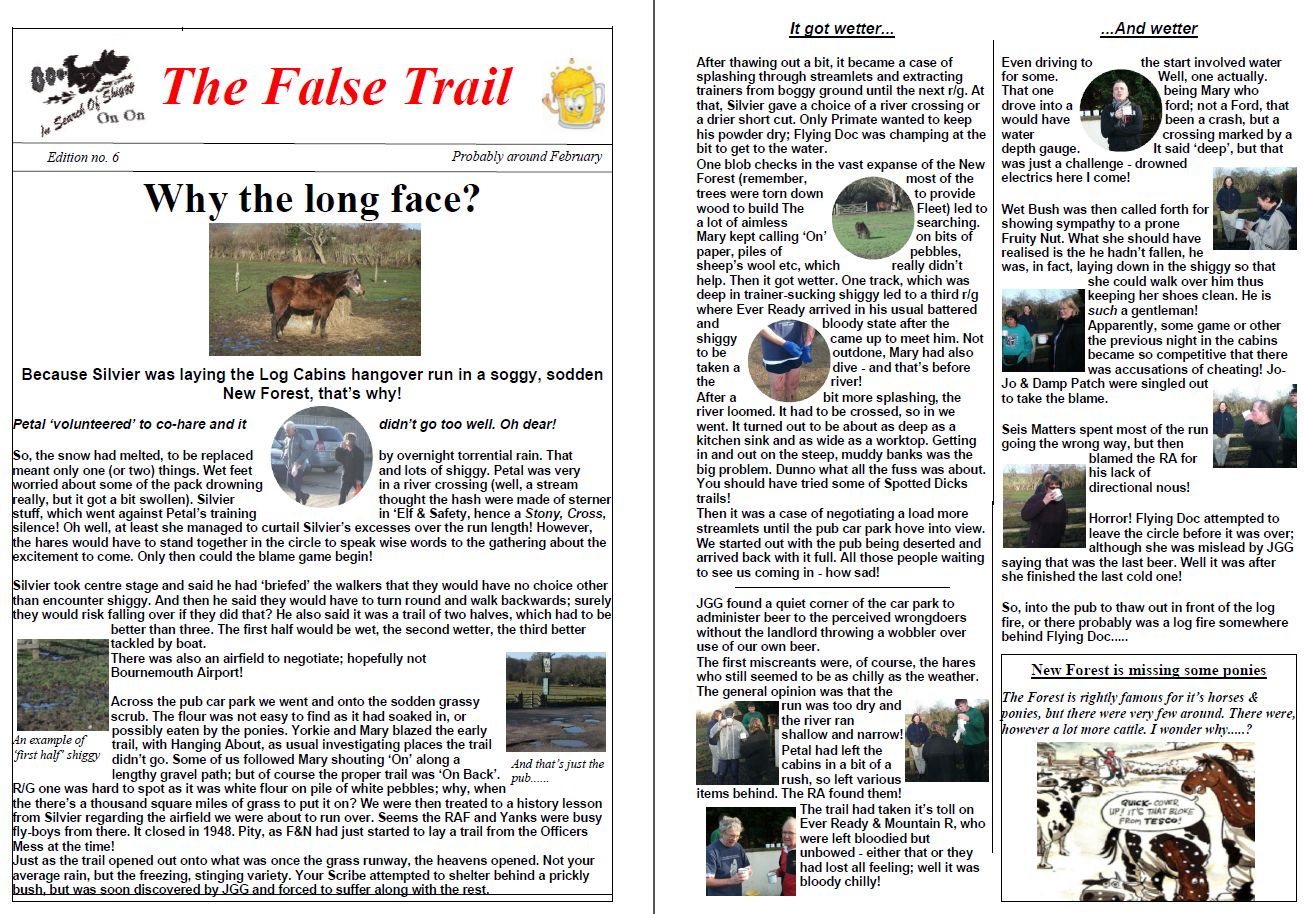 In Search Of Shiggy
On On
The False Trail
Edition no. 6
Probably around February
Why the long face?
Because Silvier was laying the Log Cabins hangover run in a soggy, sodden
New Forest, that's why!
Petal 'volunteered' to co-hare and it didn't go too well. Oh dear!
So, the snow had melted, to be replaced by overnight torrential rain. That
meant only one (or two) things. Wet feet and lots of shiggy. Petal was very
worried about some of the pack drowning in a river crossing (well, a stream
really, but it got a bit swollen). Silvier thought the hash were made of sterner
stuff, which went against Petal's training in 'Elf & Safety, hence a Stony, Cross,
silence! Oh well, at least she managed to curtail Silvier's excesses over the run length! However,
the hares would have to stand together in the circle to speak wise words to the gathering about the
excitement to come. Only then could the blame game begin!
Silvier took centre stage and said he had 'briefed' the walkers that they would have no choice other
than encounter shiggy. And then he said they would have to turn round and walk backwards; surely
they would risk falling over if they did that? He also said it was a trail of two halves, which had to be
better than three. The first half would be wet, the second wetter, the third better
tackled by boat.
There was also an airfield to negotiate; hopefully not
Bournemouth Airport!
Across the pub car park we went and onto the sodden grassy
scrub. The flour was not easy to find as it had soaked in, or
possibly eaten by the ponies. Yorkie and Mary blazed the early
trail, with Hanging About, as usual investigating places the trail
didn't go. Some of us followed Mary shouting 'On' along a
lengthy gravel path; but of course the proper trail was 'On Back'.
An example of
'first half' shiggy
And that's just the
pub......
R/G one was hard to spot as it was white flour on pile of white pebbles; why, when
the there's a thousand square miles of grass to put it on? We were then treated to a history lesson
from Silvier regarding the airfield we were about to run over. Seems the RAF and Yanks were busy
fly-boys from there. It closed in 1948. Pity, as F&N had just started to lay a trail from the Officers
Mess at the time!
Just as the trail opened out onto what was once the grass runway, the heavens opened. Not your
average rain, but the freezing, stinging variety. Your Scribe attempted to shelter behind a prickly
bush, but was soon discovered by JGG and forced to suffer along with the rest.
It got wetter...
After thawing out a bit, it became a case of
splashing through streamlets and extracting
trainers from boggy ground until the next r/g. At
that, Silvier gave a choice of a river crossing or
a drier short cut. Only Primate wanted to keep
his powder dry; Flying Doc was champing at the
bit to get to the water.
One blob checks in the vast expanse of the New
Forest (remember, most of the
trees were torn down to provide
wood to build The Fleet) led to
a lot of aimless searching.
Mary kept calling 'On' on bits of
paper, piles of pebbles,
sheep's wool etc, which really didn't
help. Then it got wetter. One track, which was
deep in trainer-sucking shiggy led to a third r/g
where Ever Ready arrived in his usual battered
and bloody state after the
shiggy came up to meet him. Not
to be outdone, Mary had also
taken a dive - and that's before
the river!
After a bit more splashing, the
river loomed. It had to be crossed, so in we
went. It turned out to be about as deep as a
kitchen sink and as wide as a worktop. Getting
in and out on the steep, muddy banks was the
big problem. Dunno what all the fuss was about.
You should have tried some of Spotted Dicks
trails!
Then it was a case of negotiating a load more
streamlets until the pub car park hove into view.
We started out with the pub being deserted and
arrived back with it full. All those people waiting
to see us coming in - how sad!
JGG found a quiet corner of the car park to
administer beer to the perceived wrongdoers
without the landlord throwing a wobbler over
use of our own beer.
The first miscreants were, of course, the hares
who still seemed to be as chilly as the weather.
The general opinion was that the
run was too dry and
the river ran
shallow and narrow!
Petal had left the
cabins in a bit of a
rush, so left various
items behind. The RA found them!
The trail had taken it's toll on
Ever Ready & Mountain R, who
were left bloodied but
unbowed - either that or they
had lost all feeling; well it was
bloody chilly!
...And wetter
Even driving to the start involved water
for some. Well, one actually.
That one being Mary who
drove into a ford; not a Ford, that
would have been a crash, but a
water crossing marked by a
depth gauge. It said 'deep', but that
was just a challenge - drowned
electrics here I come!
Wet Bush was then called forth for
showing sympathy to a prone
Fruity Nut. What she should have
realised is the he hadn't fallen, he
was, in fact, laying down in the shiggy so that
she could walk over him thus
keeping her shoes clean. He is
such a gentleman!
Apparently, some game or other
the previous night in the cabins
became so competitive that there
was accusations of cheating! Jo-
Jo & Damp Patch were singled out
to take the blame.
Seis Matters spent most of the run
going the wrong way, but then
blamed the RA for
his lack of
directional nous!
Horror! Flying Doc attempted to
leave the circle before it was over;
although she was mislead by JGG
saying that was the last beer. Well it was after
she finished the last cold one!
So, into the pub to thaw out in front of the log
fire, or there probably was a log fire somewhere
behind Flying Doc.....
New Forest is missing some ponies
The Forest is rightly famous for it's horses &
ponies, but there were very few around. There were,
however a lot more cattle. I wonder why.....?
QUICK- COVER
UP! IT'S THAT BLOKE
FROM TESCO!